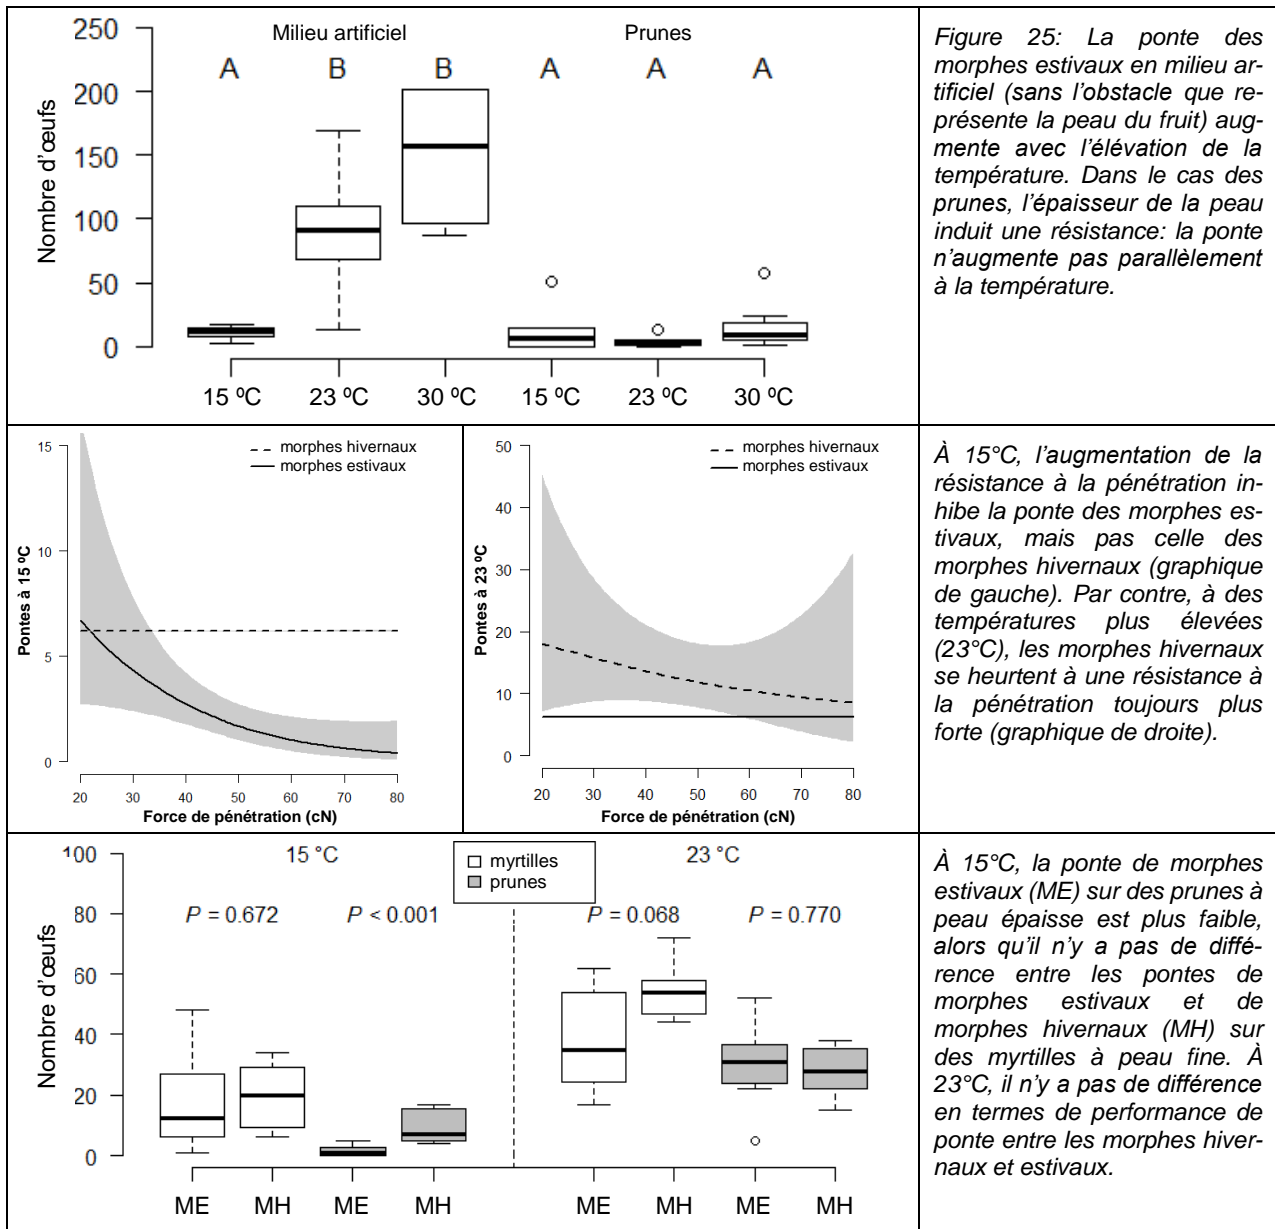 250
200
150
100
50
0
Nombre d’œufs
Milieu artificiel
Prunes
A B B A A A
15 ºC 23 ºC 30 ºC 15 ºC 23 ºC 30 ºC
Figure 25: La ponte des
morphes estivaux en milieu ar-
tificiel (sans l’obstacle que re-
présente la peau du fruit) aug-
mente avec l’élévation de la
température. Dans le cas des
prunes, l’épaisseur de la peau
induit une résistance: la ponte
n’augmente pas parallèlement
à la température.
15
10
5
0
Pontes à 15 ºC
morphes hivernaux
morphes estivaux
20 30 40 50 60 70 80
Force de pénétration (cN)
50
40
30
20
10
0
Pontes à 23 ºC
morphes hivernaux
morphes estivaux
20 30 40 50 60 70 80
Force de pénétration (cN)
À 15°C, l’augmentation de la
résistance à la pénétration in-
hibe la ponte des morphes es-
tivaux, mais pas celle des
morphes hivernaux (graphique
de gauche). Par contre, à des
températures plus élevées
(23°C), les morphes hivernaux
se heurtent à une résistance à
la pénétration toujours plus
forte (graphique de droite).
100
80
60
40
20
0
Nombre d’œufs
15 °C
myrtilles
prunes
23 °C
P = 0.672
P < 0.001
P = 0.068
P = 0.770
ME MH ME MH ME MH ME MH
À 15°C, la ponte de morphes
estivaux (ME) sur des prunes à
peau épaisse est plus faible,
alors qu’il n’y a pas de diffé-
rence entre les pontes de
morphes estivaux et de
morphes hivernaux (MH) sur
des myrtilles à peau fine. À
23°C, il n’y a pas de différence
en termes de performance de
ponte entre les morphes hiver-
naux et estivaux.